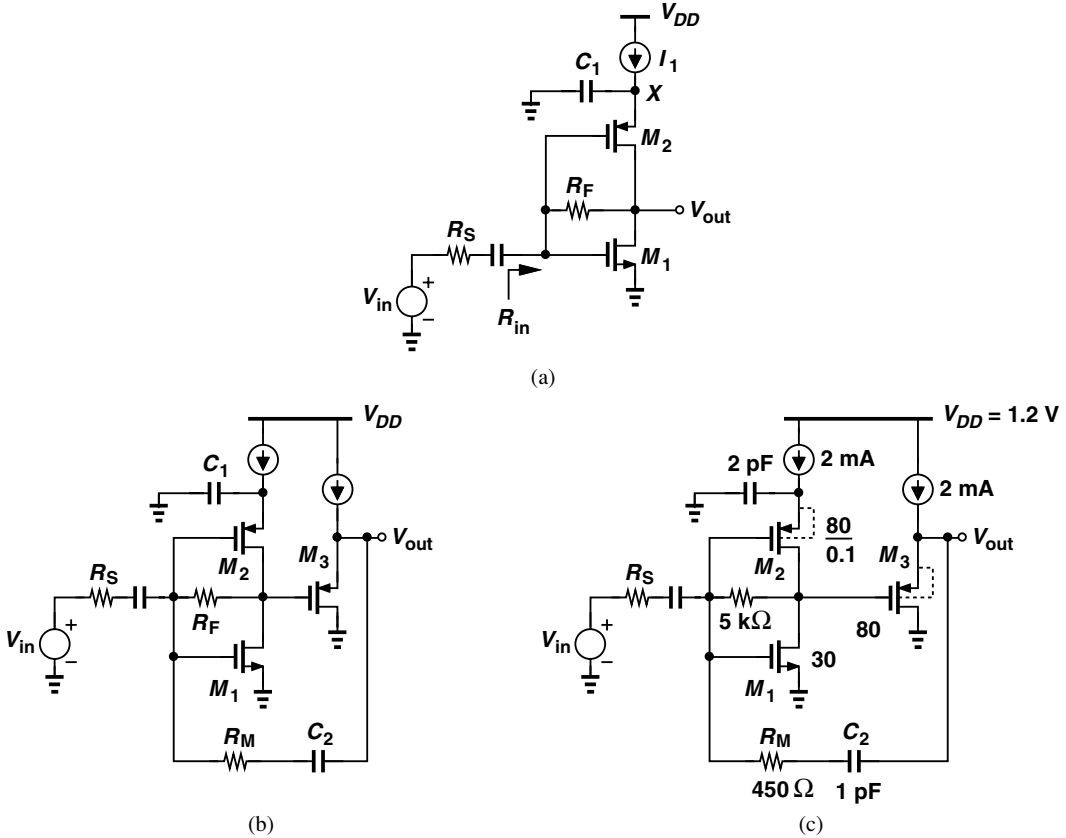 V_DD
C_1
I_1
X
M_2
R_F
V_out
R_S
M_1
V_in
+
−
R_in
(a)
V_DD
C_1
V_out
M_3
M_2
R_S
R_F
V_in
+
−
M_1
R_M
C_2
(b)
V_DD = 1.2 V
2 pF
2 mA
2 mA
80
0.1
M_3
V_out
M_2
R_S
5 kΩ
80
V_in
+
−
30
M_1
R_M
C_2
450 Ω
1 pF
(c)